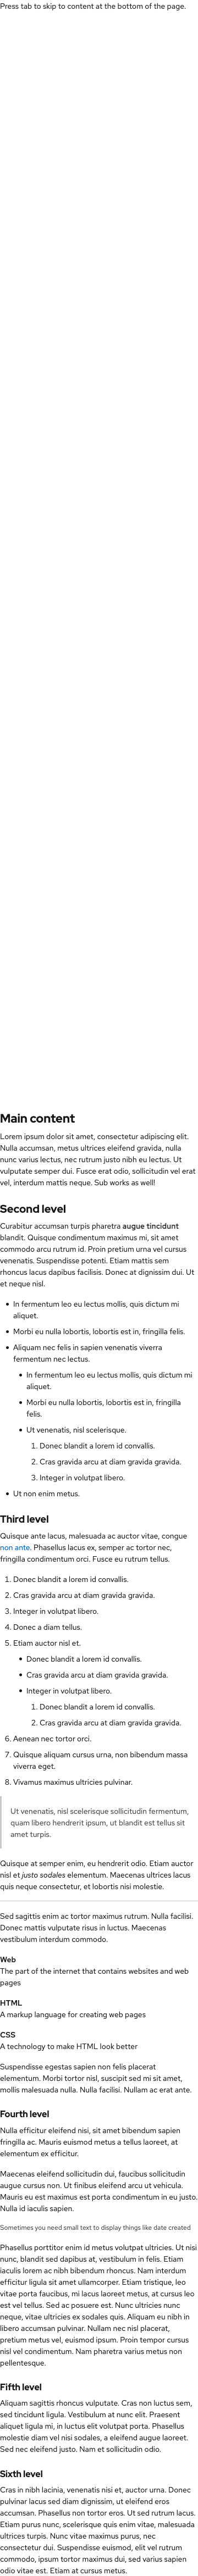 Press tab to skip to content at the bottom of the page.
Main content
Lorem ipsum dolor sit amet, consectetur adipiscing elit.
Nulla accumsan, metus ultrices eleifend gravida, nulla
nunc varius lectus, nec rutrum justo nibh eu lectus. Ut
vulputate semper dui. Fusce erat odio, sollicitudin vel erat
vel, interdum mattis neque. Sub works as well!
Second level
Curabitur accumsan turpis pharetra augue tincidunt
blandit. Quisque condimentum maximus mi, sit amet
commodo arcu rutrum id. Proin pretium urna vel cursus
venenatis. Suspendisse potenti. Etiam mattis sem
rhoncus lacus dapibus facilisis. Donec at dignissim dui. Ut
et neque nisl.
• In fermentum leo eu lectus mollis, quis dictum mi
aliquet.
• Morbi eu nulla lobortis, lobortis est in, fringilla felis.
• Aliquam nec felis in sapien venenatis viverra
fermentum nec lectus.
• In fermentum leo eu lectus mollis, quis dictum mi
aliquet.
• Morbi eu nulla lobortis, lobortis est in, fringilla
felis.
• Ut venenatis, nisl scelerisque.
1. Donec blandit a lorem id convallis.
2. Cras gravida arcu at diam gravida gravida.
3. Integer in volutpat libero.
• Ut non enim metus.
Third level
Quisque ante lacus, malesuada ac auctor vitae, congue
non ante. Phasellus lacus ex, semper ac tortor nec,
fringilla condimentum orci. Fusce eu rutrum tellus.
1. Donec blandit a lorem id convallis.
2. Cras gravida arcu at diam gravida gravida.
3. Integer in volutpat libero.
4. Donec a diam tellus.
5. Etiam auctor nisl et.
• Donec blandit a lorem id convallis.
• Cras gravida arcu at diam gravida gravida.
• Integer in volutpat libero.
1. Donec blandit a lorem id convallis.
2. Cras gravida arcu at diam gravida gravida.
6. Aenean nec tortor orci.
7. Quisque aliquam cursus urna, non bibendum massa
viverra eget.
8. Vivamus maximus ultricies pulvinar.
Ut venenatis, nisl scelerisque sollicitudin fermentum,
quam libero hendrerit ipsum, ut blandit est tellus sit
amet turpis.
Quisque at semper enim, eu hendrerit odio. Etiam auctor
nisl et justo sodales elementum. Maecenas ultrices lacus
quis neque consectetur, et lobortis nisi molestie.
Sed sagittis enim ac tortor maximus rutrum. Nulla facilisi.
Donec mattis vulputate risus in luctus. Maecenas
vestibulum interdum commodo.
Web
The part of the internet that contains websites and web
pages
HTML
A markup language for creating web pages
CSS
A technology to make HTML look better
Suspendisse egestas sapien non felis placerat
elementum. Morbi tortor nisl, suscipit sed mi sit amet,
mollis malesuada nulla. Nulla facilisi. Nullam ac erat ante.
Fourth level
Nulla efficitur eleifend nisi, sit amet bibendum sapien
fringilla ac. Mauris euismod metus a tellus laoreet, at
elementum ex efficitur.
Maecenas eleifend sollicitudin dui, faucibus sollicitudin
augue cursus non. Ut finibus eleifend arcu ut vehicula.
Mauris eu est maximus est porta condimentum in eu justo.
Nulla id iaculis sapien.
Sometimes you need small text to display things like date created
Phasellus porttitor enim id metus volutpat ultricies. Ut nisi
nunc, blandit sed dapibus at, vestibulum in felis. Etiam
iaculis lorem ac nibh bibendum rhoncus. Nam interdum
efficitur ligula sit amet ullamcorper. Etiam tristique, leo
vitae porta faucibus, mi lacus laoreet metus, at cursus leo
est vel tellus. Sed ac posuere est. Nunc ultricies nunc
neque, vitae ultricies ex sodales quis. Aliquam eu nibh in
libero accumsan pulvinar. Nullam nec nisl placerat,
pretium metus vel, euismod ipsum. Proin tempor cursus
nisl vel condimentum. Nam pharetra varius metus non
pellentesque.
Fifth level
Aliquam sagittis rhoncus vulputate. Cras non luctus sem,
sed tincidunt ligula. Vestibulum at nunc elit. Praesent
aliquet ligula mi, in luctus elit volutpat porta. Phasellus
molestie diam vel nisi sodales, a eleifend augue laoreet.
Sed nec eleifend justo. Nam et sollicitudin odio.
Sixth level
Cras in nibh lacinia, venenatis nisi et, auctor urna. Donec
pulvinar lacus sed diam dignissim, ut eleifend eros
accumsan. Phasellus non tortor eros. Ut sed rutrum lacus.
Etiam purus nunc, scelerisque quis enim vitae, malesuada
ultrices turpis. Nunc vitae maximus purus, nec
consectetur dui. Suspendisse euismod, elit vel rutrum
commodo, ipsum tortor maximus dui, sed varius sapien
odio vitae est. Etiam at cursus metus.